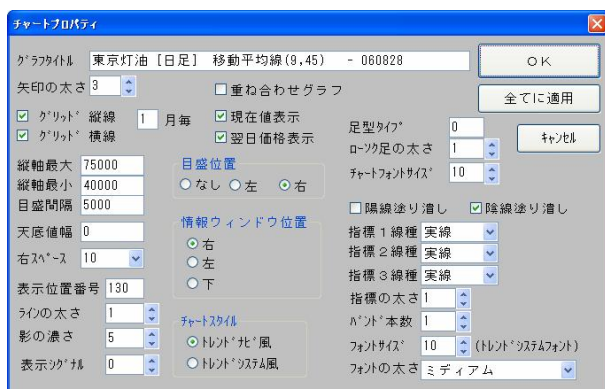 チャートプロパティ
グラフタイトル 東京灯油 [日足] 移動平均線(9,45) - 060828
OK
矢印の太さ 3
重ね合わせグラフ
全てに適用
グリッド 縦線 1 月毎
現在値表示
グリッド 横線
翌日価格表示
足型タイプ 0
キャンセル
ローソク足の太さ 1
チャートフォントサイズ 10
縦軸最大 75000
縦軸最小 40000
目盛間隔 5000
目盛位置
なし 左 右
天底値幅 0
右スペース 10
情報ウィンドウ位置
右
左
下
陽線塗り潰し 陰線塗り潰し
指標1線種 実線
指標2線種 実線
指標3線種 実線
指標の太さ 1
バンド本数 1
フォントサイズ 10 (トレンドシステムフォント)
フォントの太さ ミディアム
表示位置番号 130
ラインの太さ 1
影の濃さ 5
表示シグナル 0
チャートスタイル
トレンドナビ風
トレンドシステム風